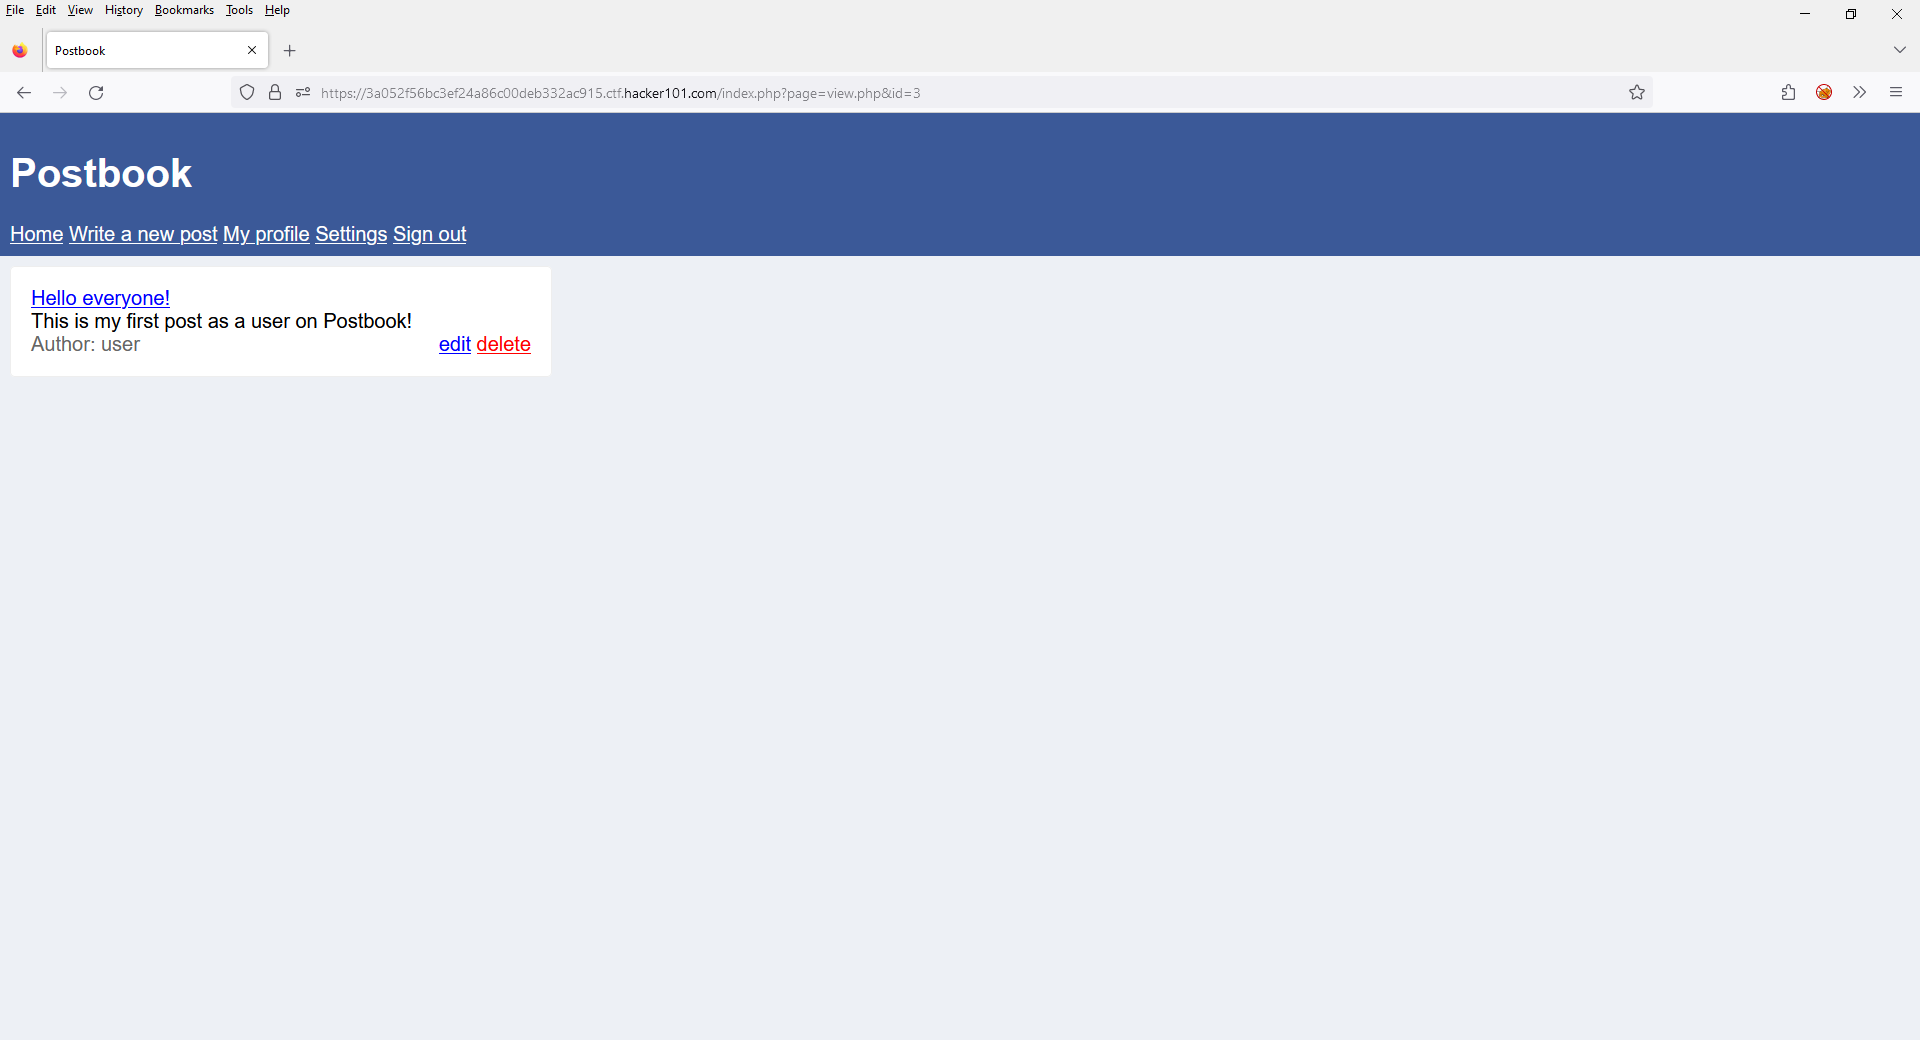 File Edit View History Bookmarks Tools Help
Postbook
https://3a052f56bc3ef24a86c00deb332ac915.ctf.hacker101.com/index.php?page=view.php&id=3
Postbook
Home Write a new post My profile Settings Sign out
Hello everyone!
This is my first post as a user on Postbook!
Author: user edit delete